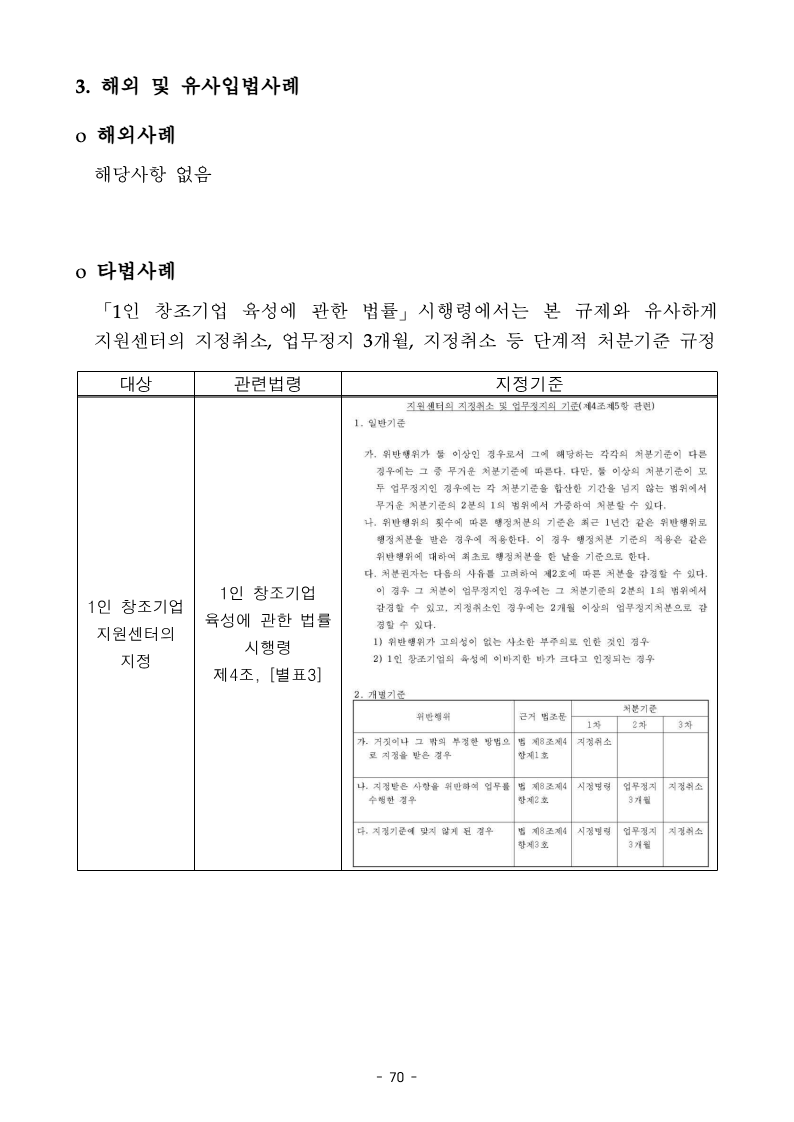 3. 해외 및 유사입법사례
o 해외사례
해당사항 없음
o 타법사례
「1인 창조기업 육성에 관한 법률」시행령에서는 본 규제와 유사하게
지원센터의 지정취소, 업무정지 3개월, 지정취소 등 단계적 처분기준 규정
대상 관련법령 지정기준
1인 창조기업
지원센터의
지정
1인 창조기업
육성에 관한 법률
시행령
제4조, [별표3]
지원센터의 지정취소 및 업무정지의 기준(제4조제5항 관련)
1. 일반기준
가. 위반행위가 둘 이상인 경우로서 그에 해당하는 각각의 처분기준이 다른
경우에는 그 중 무거운 처분기준에 따른다. 다만, 둘 이상의 처분기준이 모
두 업무정지인 경우에는 각 처분기준을 합산한 기간을 넘지 않는 범위에서
무거운 처분기준의 2분의 1의 범위에서 가중하여 처분할 수 있다.
나. 위반행위의 횟수에 따른 행정처분의 기준은 최근 1년간 같은 위반행위로
행정처분을 받은 경우에 적용한다. 이 경우 행정처분 기준의 적용은 같은
위반행위에 대하여 최초로 행정처분을 한 날을 기준으로 한다.
다. 처분권자는 다음의 사유를 고려하여 제2호에 따른 처분을 감경할 수 있다.
이 경우 그 처분이 업무정지인 경우에는 그 처분기준의 2분의 1의 범위에서
감경할 수 있고, 지정취소인 경우에는 2개월 이상의 업무정지처분으로 감
경할 수 있다.
1) 위반행위가 고의성이 없는 사소한 부주의로 인한 것인 경우
2) 1인 창조기업의 육성에 이바지한 바가 크다고 인정되는 경우
2. 개별기준
위반행위 근거 법조문 처분기준
1차 2차 3차
가. 거짓이나 그 밖의 부정한 방법으 법 제8조제4 지정취소
로 지정을 받은 경우 항제1호
나. 지정받은 사항을 위반하여 업무를 법 제8조제4 시정명령 업무정지 지정취소
수행한 경우 항제2호 3개월
다. 지정기준에 맞지 않게 된 경우 법 제8조제4 시정명령 업무정지 지정취소
항제3호 3개월
- 70 -